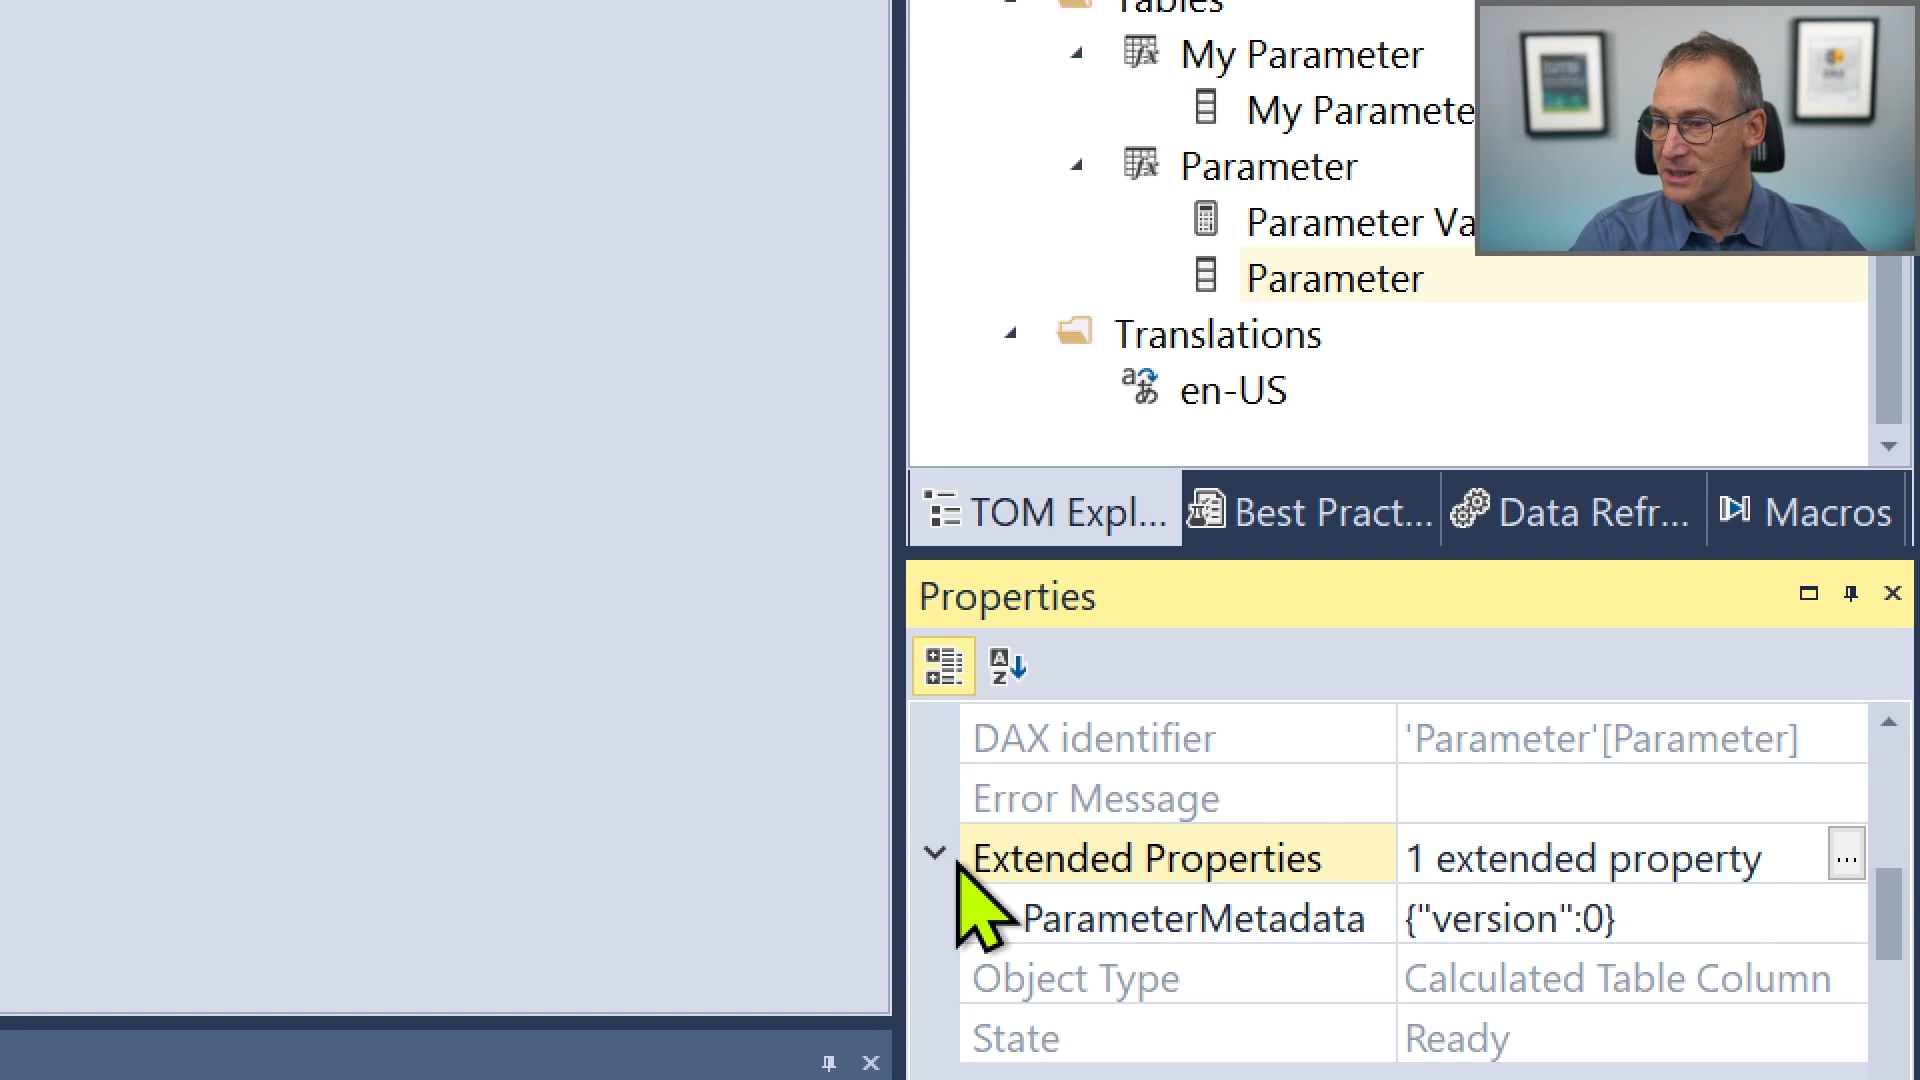 Tables
My Parameter
My Paramete
Parameter
Parameter Va
Parameter
Translations
en-US
TOM Expl... Best Pract... Data Refr... Macros
Properties
DAX identifier 'Parameter'[Parameter]
Error Message
Extended Properties 1 extended property ...
ParameterMetadata {"version":0}
Object Type Calculated Table Column
State Ready